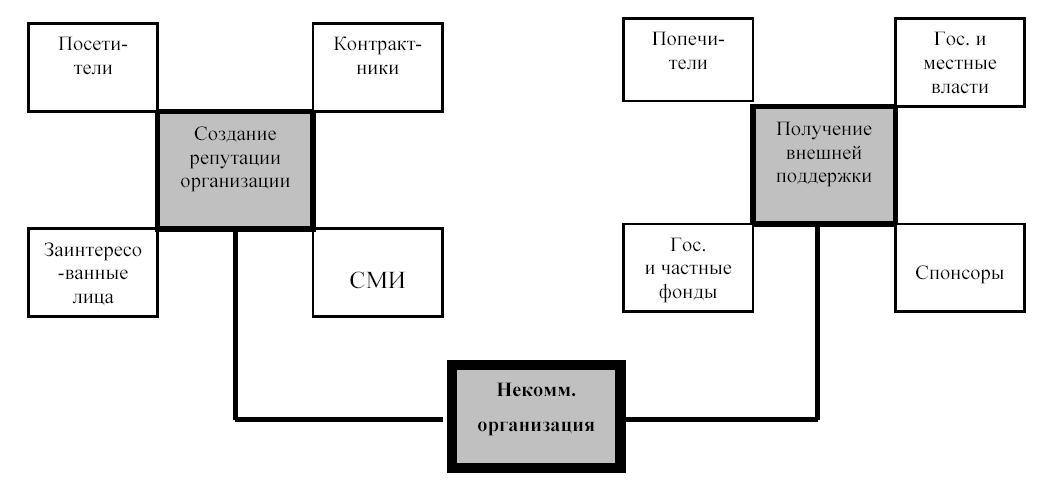 Посети-
тели
Контракт-
ники
Создание
репутации
организации
Заинтересо
-ванные
лица
СМИ
Попечи-
тели
Гос. и
местные
власти
Получение
внешней
поддержки
Гос.
и частные
фонды
Спонсоры
Некомм.
организация